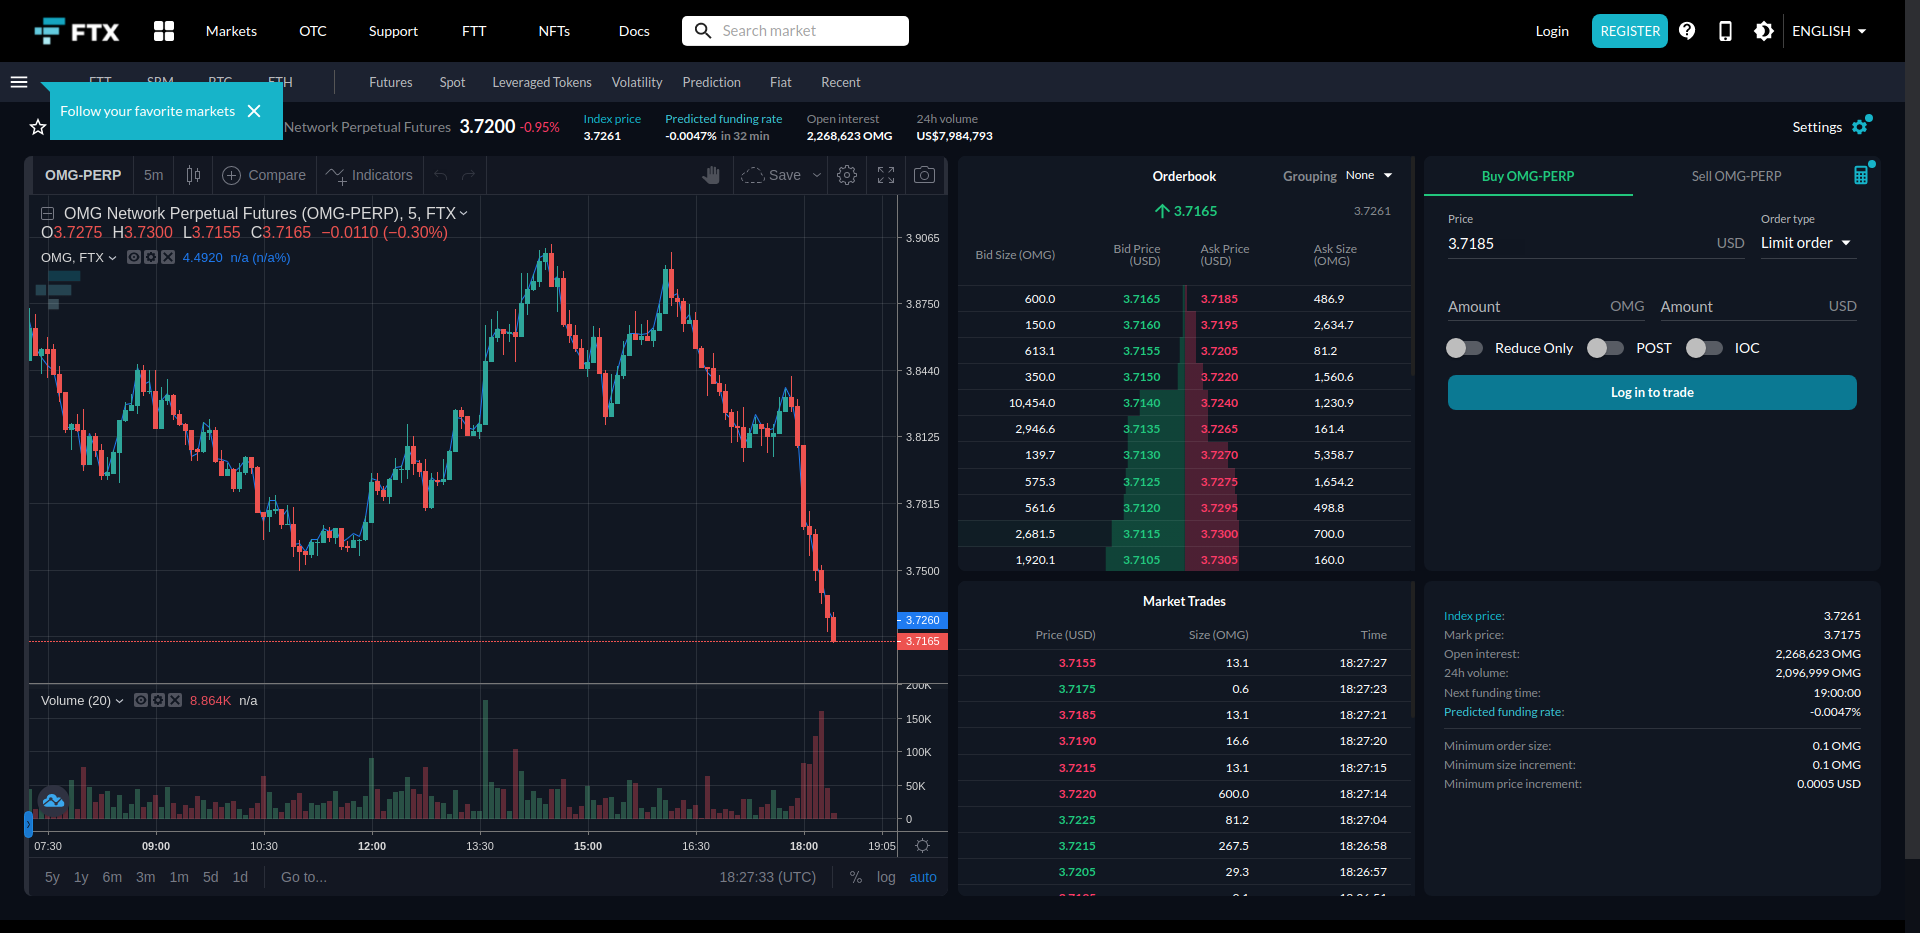 FTX Markets OTC Support FTT NFTs Docs Search market Login REGISTER ENGLISH
FTT SRM BTC ETH Futures Spot Leveraged Tokens Volatility Prediction Fiat Recent
Follow your favorite markets
Network Perpetual Futures 3.7200 -0.95%
Index price
3.7261
Predicted funding rate
-0.0047% in 32 min
Open interest
2,268,623 OMG
24h volume
US$7,984,793
Settings
OMG-PERP 5m Compare Indicators Save
OMG Network Perpetual Futures (OMG-PERP), 5, FTX
O3.7275 H3.7300 L3.7155 C3.7165 −0.0110 (−0.30%)
OMG, FTX 4.4920 n/a (n/a%)
3.9065
3.8750
3.8440
3.8125
3.7815
3.7500
3.7260
3.7165
Volume (20) 8.864K n/a
200K
150K
100K
50K
0
07:30 09:00 10:30 12:00 13:30 15:00 16:30 18:00 19:05
5y 1y 6m 3m 1m 5d 1d Go to... 18:27:33 (UTC) % log auto
Orderbook Grouping None
3.7165 3.7261
Bid Size (OMG) Bid Price (USD) Ask Price (USD) Ask Size (OMG)
600.0 3.7165 3.7185 486.9
150.0 3.7160 3.7195 2,634.7
613.1 3.7155 3.7205 81.2
350.0 3.7150 3.7220 1,560.6
10,454.0 3.7140 3.7240 1,230.9
2,946.6 3.7135 3.7265 161.4
139.7 3.7130 3.7270 5,358.7
575.3 3.7125 3.7275 1,654.2
561.6 3.7120 3.7295 498.8
2,681.5 3.7115 3.7300 700.0
1,920.1 3.7105 3.7305 160.0
Market Trades
Price (USD) Size (OMG) Time
3.7155 13.1 18:27:27
3.7175 0.6 18:27:23
3.7185 13.1 18:27:21
3.7190 16.6 18:27:20
3.7215 13.1 18:27:15
3.7220 600.0 18:27:14
3.7225 81.2 18:27:04
3.7215 267.5 18:26:58
3.7205 29.3 18:26:57
Buy OMG-PERP Sell OMG-PERP
Price Order type
3.7185 USD Limit order
Amount OMG Amount USD
Reduce Only POST IOC
Log in to trade
Index price: 3.7261
Mark price: 3.7175
Open interest: 2,268,623 OMG
24h volume: 2,096,999 OMG
Next funding time: 19:00:00
Predicted funding rate: -0.0047%
Minimum order size: 0.1 OMG
Minimum size increment: 0.1 OMG
Minimum price increment: 0.0005 USD